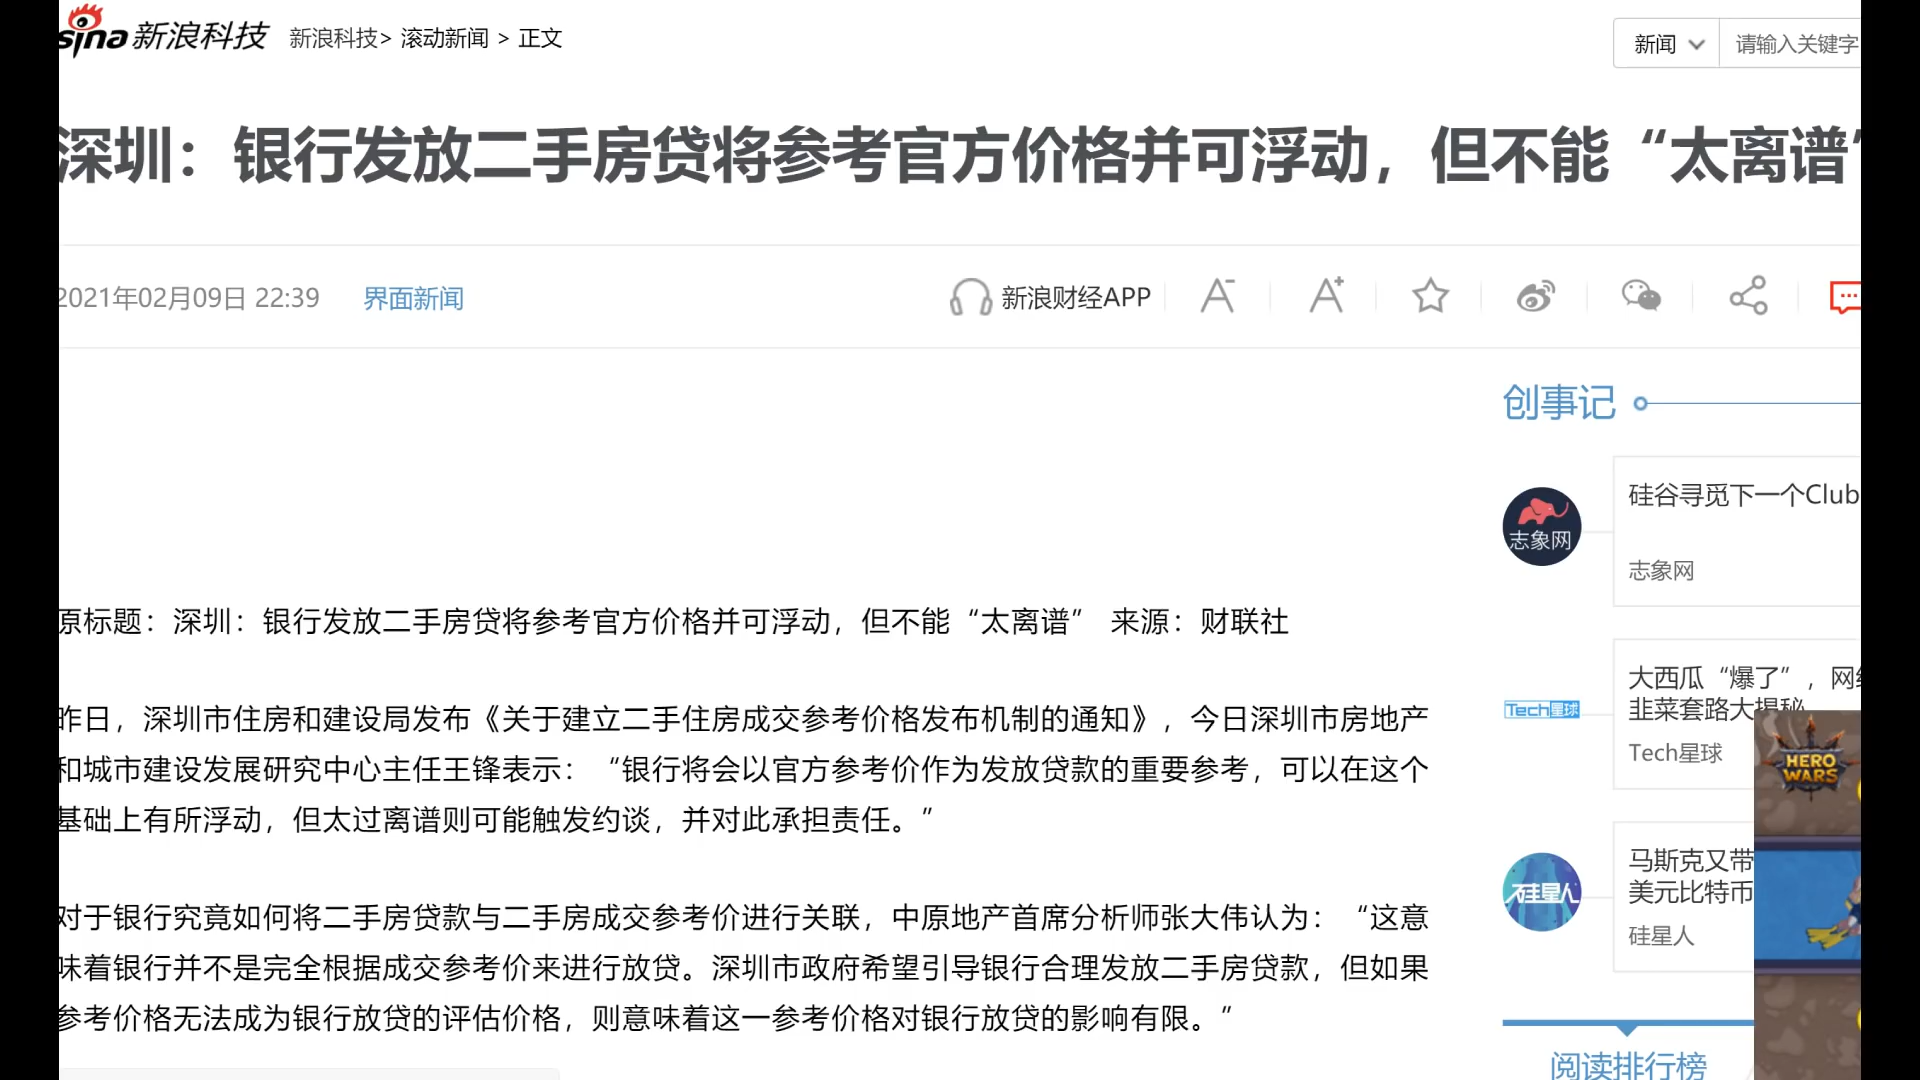 sina 新浪科技 新浪科技> 滚动新闻 > 正文
新闻 请输入关键字
深圳：银行发放二手房贷将参考官方价格并可浮动，但不能“太离谱”
2021年02月09日 22:39 界面新闻
新浪财经APP
原标题：深圳：银行发放二手房贷将参考官方价格并可浮动，但不能“太离谱” 来源：财联社
昨日，深圳市住房和建设局发布《关于建立二手住房成交参考价格发布机制的通知》，今日深圳市房地产
和城市建设发展研究中心主任王锋表示：“银行将会以官方参考价作为发放贷款的重要参考，可以在这个
基础上有所浮动，但太过离谱则可能触发约谈，并对此承担责任。”
对于银行究竟如何将二手房贷款与二手房成交参考价进行关联，中原地产首席分析师张大伟认为：“这意
味着银行并不是完全根据成交参考价来进行放贷。深圳市政府希望引导银行合理发放二手房贷款，但如果
参考价格无法成为银行放贷的评估价格，则意味着这一参考价格对银行放贷的影响有限。”
创事记
志象网
硅谷寻觅下一个Club
志象网
Tech星球
大西瓜“爆了”，网
韭菜套路大揭秘
Tech星球
硅星人
马斯克又带
美元比特币
硅星人
HERO
WARS
阅读排行榜